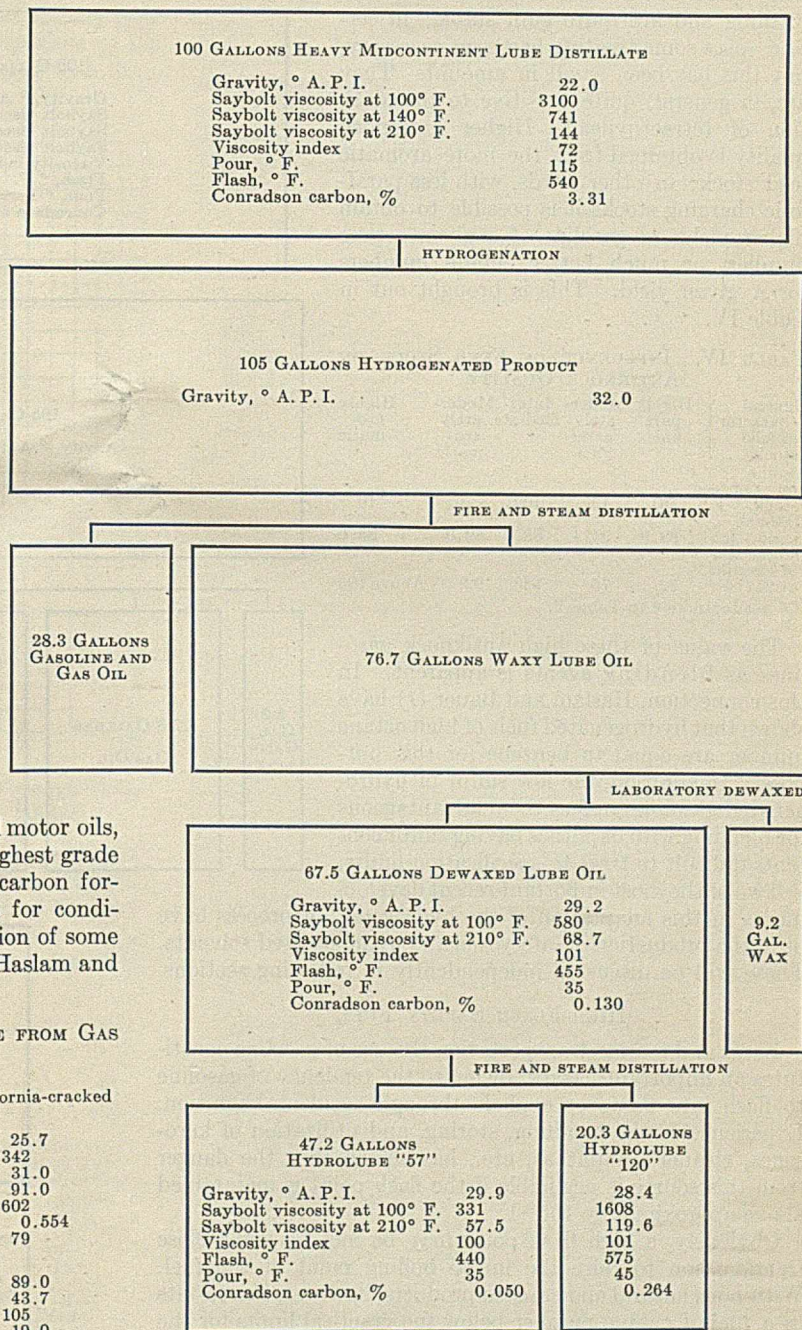 100 GALLONS HEAVY MIDCONTINENT LUBE DISTILLATE
Gravity, ° A. P. I. 22.0
Saybolt viscosity at 100° F. 3100
Saybolt viscosity at 140° F. 741
Saybolt viscosity at 210° F. 144
Viscosity index 72
Pour, ° F. 115
Flash, ° F. 540
Conradson carbon, % 3.31
HYDROGENATION
105 GALLONS HYDROGENATED PRODUCT
Gravity, ° A. P. I. 32.0
FIRE AND STEAM DISTILLATION
28.3 GALLONS
GASOLINE AND
GAS OIL
76.7 GALLONS WAXY LUBE OIL
LABORATORY DEWAXED
67.5 GALLONS DEWAXED LUBE OIL
Gravity, ° A. P. I. 29.2
Saybolt viscosity at 100° F. 580
Saybolt viscosity at 210° F. 68.7
Viscosity index 101
Flash, ° F. 455
Pour, ° F. 35
Conradson carbon, % 0.130
9.2
GAL.
WAX
FIRE AND STEAM DISTILLATION
47.2 GALLONS
HYDROLUBE "57"
Gravity, ° A. P. I. 29.9
Saybolt viscosity at 100° F. 331
Saybolt viscosity at 210° F. 57.5
Viscosity index 100
Flash, ° F. 440
Pour, ° F. 35
Conradson carbon, % 0.050
20.3 GALLONS
HYDROLUBE
"120"
28.4
1608
119.6
101
575
45
0.264
motor oils,
ghest grade
carbon for-
for condi-
ion of some
Haslam and
E FROM GAS
ornia-cracked
25.7
342
31.0
91.0
602
0.554
79
89.0
43.7
105